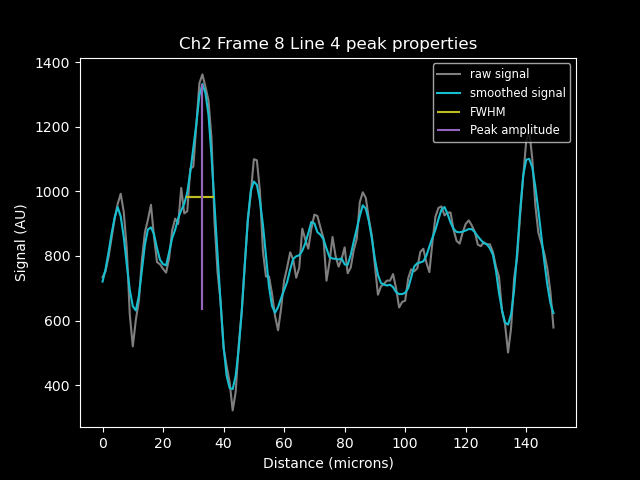 Ch2 Frame 8 Line 4 peak properties
raw signal
smoothed signal
FWHM
Peak amplitude
1400
1200
1000
800
600
400
Signal (AU)
0 20 40 60 80 100 120 140
Distance (microns)